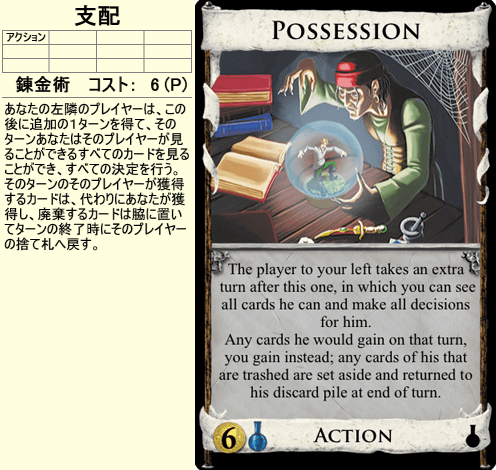 支配
アクション
錬金術　コスト：　6（P）
あなたの左隣のプレイヤーは、この
後に追加の１ターンを得て、その
ターンあなたはそのプレイヤーが見
ることができるすべてのカードを見る
ことができ、すべての決定を行う。
そのターンのそのプレイヤーが獲得
するカードは、代わりにあなたが獲
得し、廃棄するカードは脇に置い
てターンの終了時にそのプレイヤー
の捨て札へ戻す。
POSSESSION
The player to your left takes an extra
turn after this one, in which you can see
all cards he can and make all decisions
for him.
Any cards he would gain on that turn,
you gain instead; any cards of his that
are trashed are set aside and returned to
his discard pile at end of turn.
6
ACTION